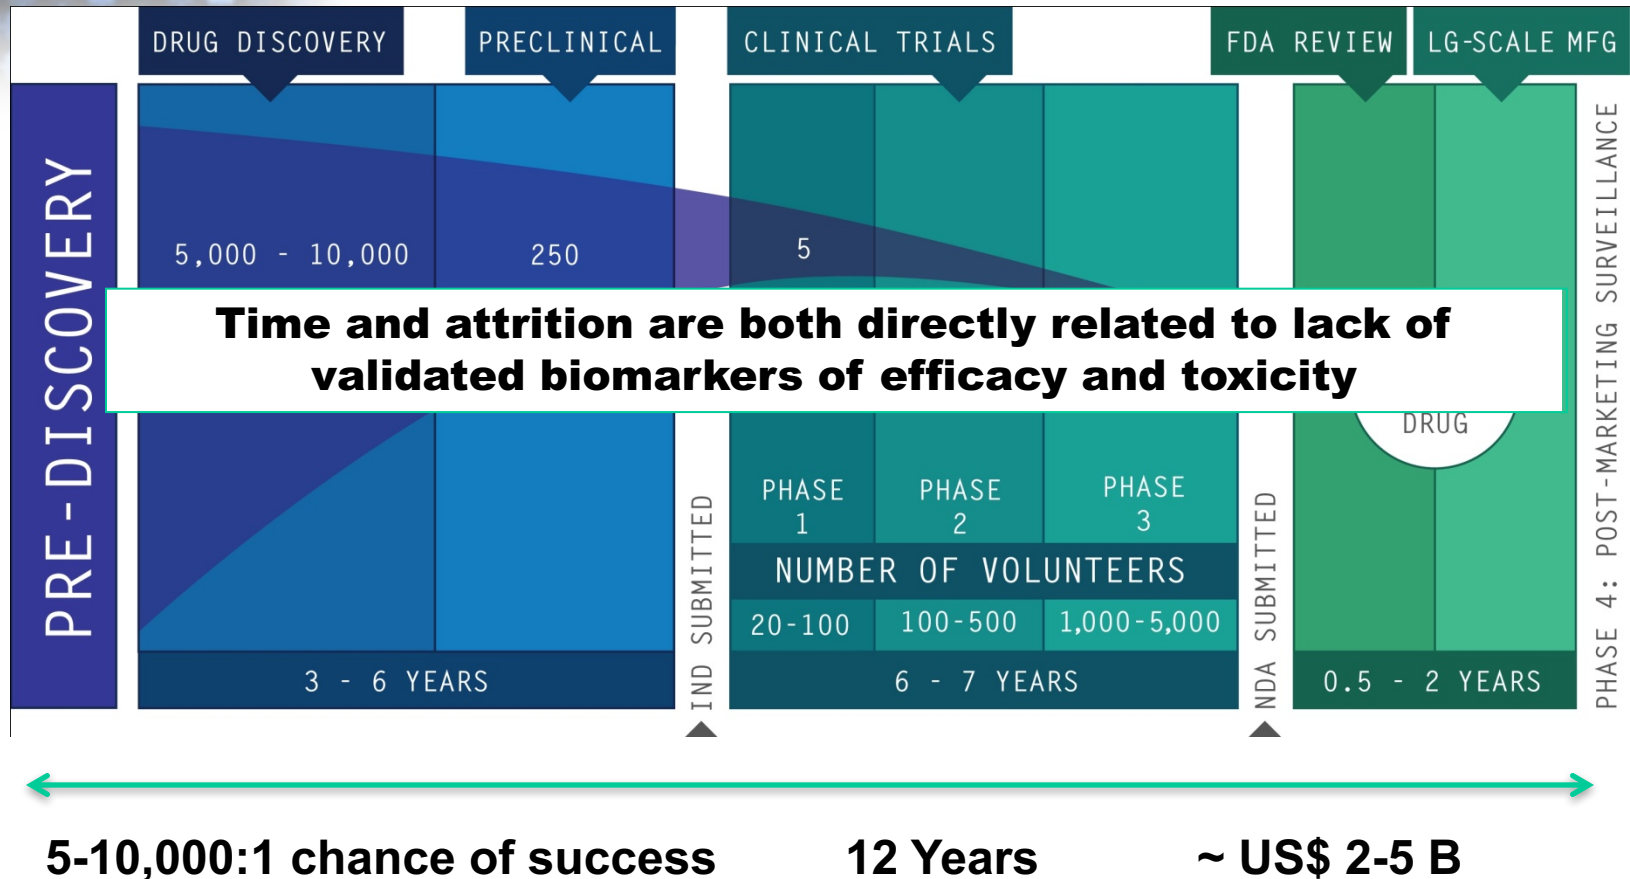 DRUG DISCOVERY
PRECLINICAL
CLINICAL TRIALS
FDA REVIEW
LG-SCALE MFG
PRE-DISCOVERY
5,000 - 10,000
250
5
Time and attrition are both directly related to lack of
validated biomarkers of efficacy and toxicity
DRUG
PHASE
1
PHASE
2
PHASE
3
NUMBER OF VOLUNTEERS
20-100
100-500
1,000-5,000
3 - 6 YEARS
IND SUBMITTED
6 - 7 YEARS
NDA SUBMITTED
0.5 - 2 YEARS
PHASE 4: POST-MARKETING SURVEILLANCE
5-10,000:1 chance of success
12 Years
~ US$ 2-5 B